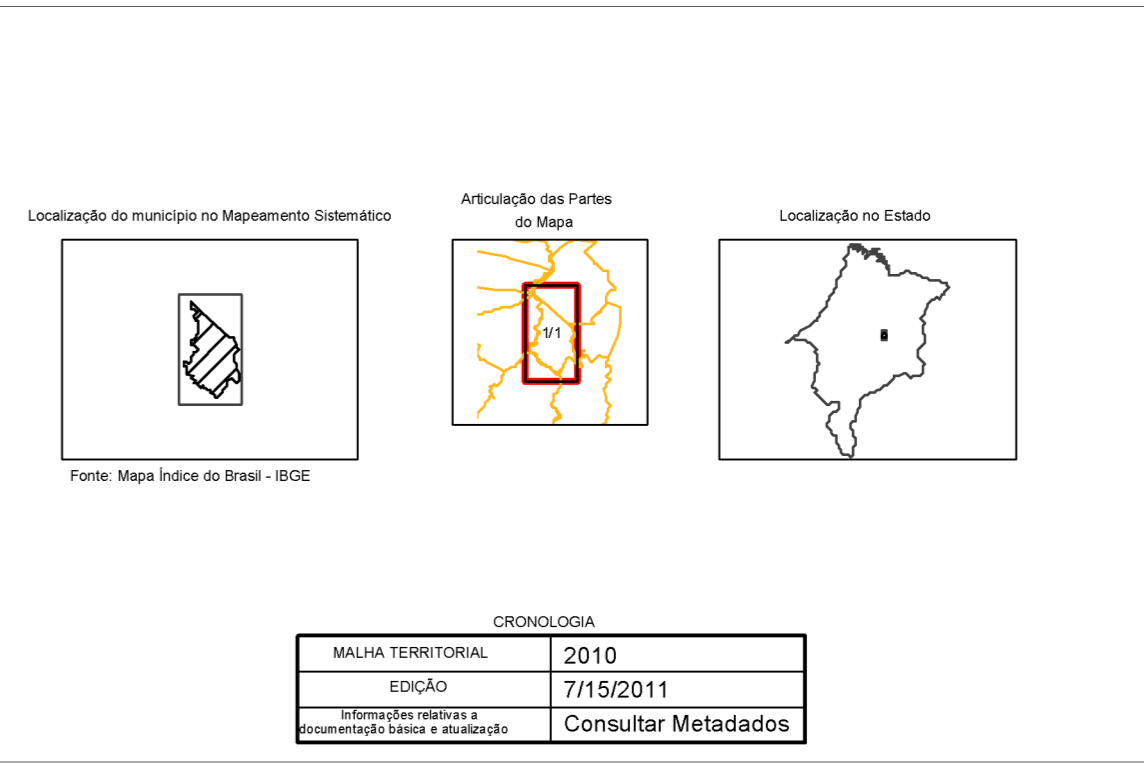 Localização do município no Mapeamento Sistemático
Articulação das Partes
do Mapa
Localização no Estado
1/1
Fonte: Mapa Índice do Brasil - IBGE
CRONOLOGIA
MALHA TERRITORIAL
2010
EDIÇÃO
7/15/2011
Informações relativas a
documentação básica e atualização
Consultar Metadados